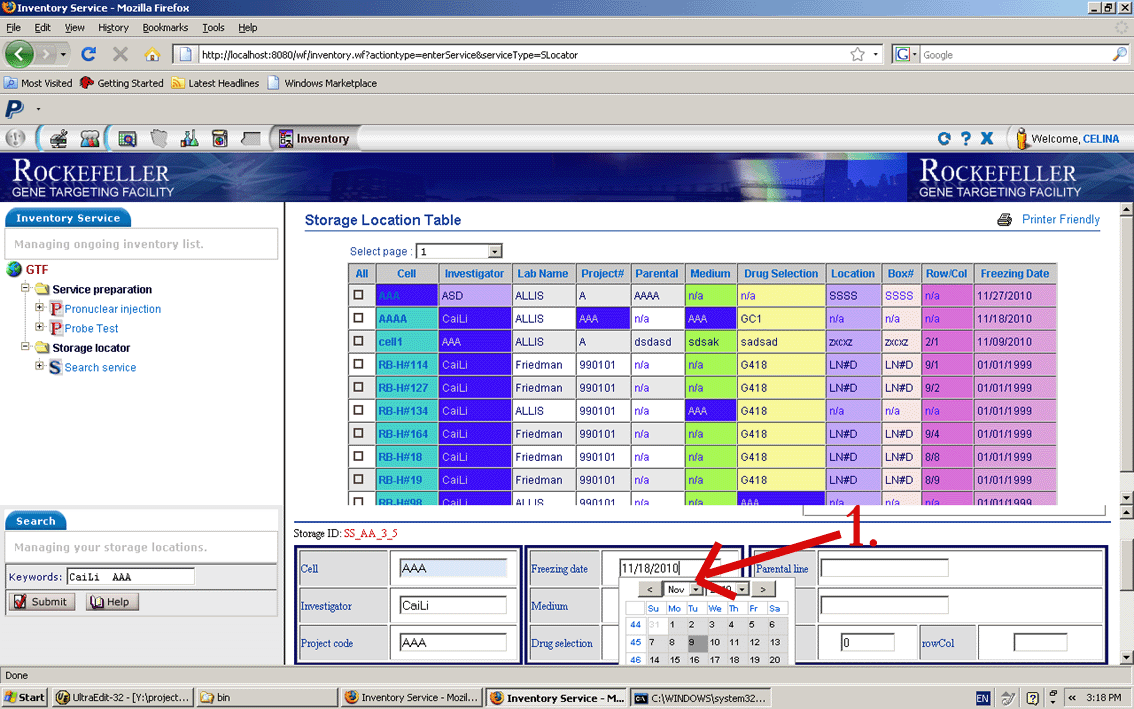 Inventory Service - Mozilla Firefox
File Edit View History Bookmarks Tools Help
http://localhost:8080/wf/inventory.wf?actiontype=enterService&serviceType=SLocator
Google
Most Visited Getting Started Latest Headlines Windows Marketplace
Inventory
Welcome, CELINA
ROCKEFELLER
GENE TARGETING FACILITY
ROCKEFELLER
GENE TARGETING FACILITY
Inventory Service
Managing ongoing inventory list.
GTF
Service preparation
Pronuclear injection
Probe Test
Storage locator
Search service
Search
Managing your storage locations.
Keywords: CaiLi AAA
Submit Help
Storage Location Table
Printer Friendly
Select page : 1
All Cell Investigator Lab Name Project# Parental Medium Drug Selection Location Box# Row/Col Freezing Date
AAA ASD ALLIS A AAAA n/a n/a SSSS SSSS n/a 11/27/2010
AAAA CaiLi ALLIS AAA n/a AAA GC1 n/a n/a n/a 11/18/2010
cell1 AAA ALLIS A dsdasd sdsak sadsad zxcxz zxcxz 2/1 11/09/2010
RB-H#114 CaiLi Friedman 990101 n/a n/a G418 LN#D LN#D 9/1 01/01/1999
RB-H#127 CaiLi Friedman 990101 n/a n/a G418 LN#D LN#D 9/2 01/01/1999
RB-H#134 CaiLi ALLIS 990101 n/a AAA G418 n/a n/a n/a 01/01/1999
RB-H#164 CaiLi Friedman 990101 n/a n/a G418 LN#D LN#D 9/4 01/01/1999
RB-H#18 CaiLi Friedman 990101 n/a n/a G418 LN#D LN#D 8/8 01/01/1999
RB-H#19 CaiLi Friedman 990101 n/a n/a G418 LN#D LN#D 8/9 01/01/1999
RB-H#98 CaiLi ALLIS 990101 n/a n/a AAA n/a n/a n/a 01/01/1999
1.
Storage ID: SS_AA_3_5
Cell AAA Freezing date 11/18/2010 Parental line
< Nov >
Investigator CaiLi Medium
Su Mo Tu We Th Fr Sa
44 31 1 2 3 4 5 6
45 7 8 9 10 11 12 13
46 14 15 16 17 18 19 20
Project code AAA Drug selection 0 rowCol
Done
Start UltraEdit-32 - [Y:\project... bin Inventory Service - Mozil... Inventory Service - M... C:\WINDOWS\system32... EN 3:18 PM